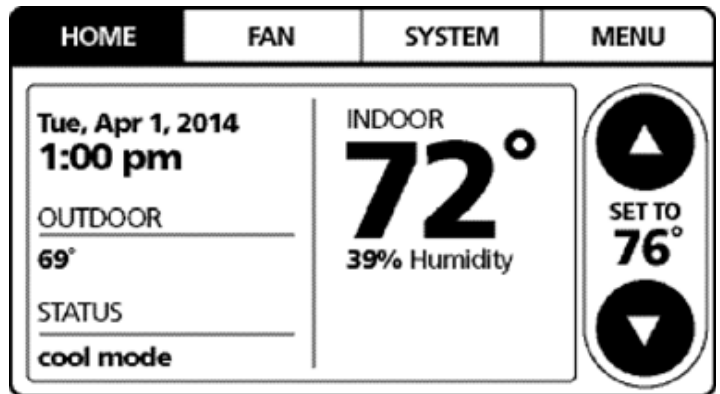 HOME FAN SYSTEM MENU
Tue, Apr 1, 2014
1:00 pm
OUTDOOR
69°
STATUS
cool mode
INDOOR
72°
39% Humidity
SET TO
76°